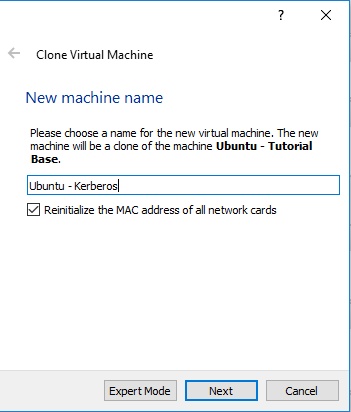 ?
Clone Virtual Machine
New machine name
Please choose a name for the new virtual machine. The new
machine will be a clone of the machine Ubuntu - Tutorial
Base.
Ubuntu - Kerberos
Reinitialize the MAC address of all network cards
Expert Mode Next Cancel